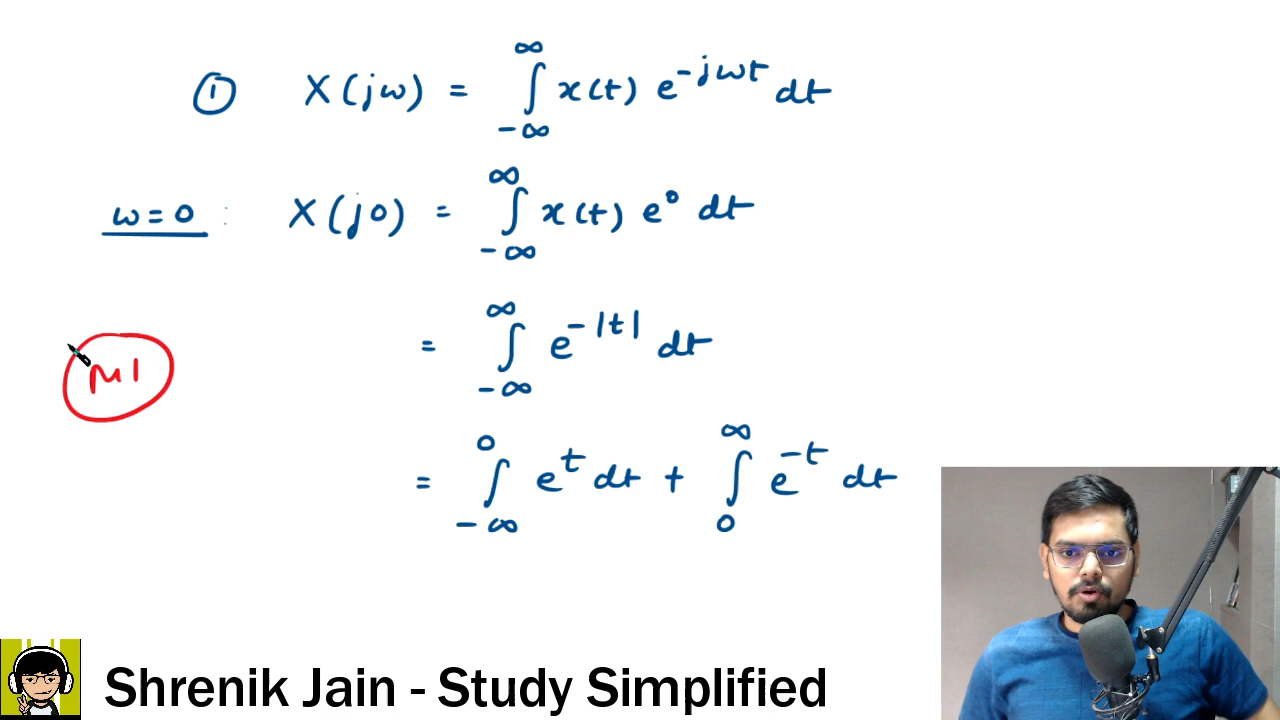 ① X(jω) = ∫_{-∞}^{∞} x(t) e^{-jωt} dt
ω=0 : X(j0) = ∫_{-∞}^{∞} x(t) e^0 dt
= ∫_{-∞}^{∞} e^{-|t|} dt
M1
= ∫_{-∞}^{0} e^t dt + ∫_{0}^{∞} e^{-t} dt
Shrenik Jain - Study Simplified